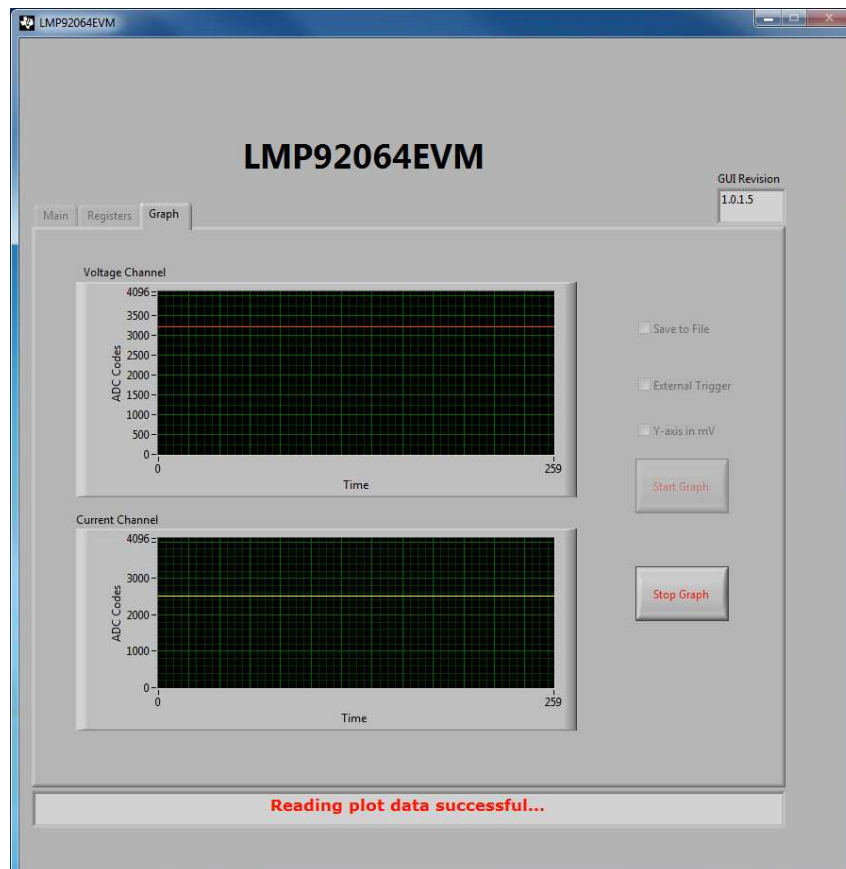 LMP92064EVM
LMP92064EVM
GUI Revision
1.0.1.5
Main Registers Graph
Voltage Channel
4096
3500
3000
2500
2000
1500
1000
500
0
ADC Codes
0 259
Time
Save to File
External Trigger
Y-axis in mV
Start Graph
Current Channel
4096
3000
2000
1000
0
ADC Codes
0 259
Time
Stop Graph
Reading plot data successful...